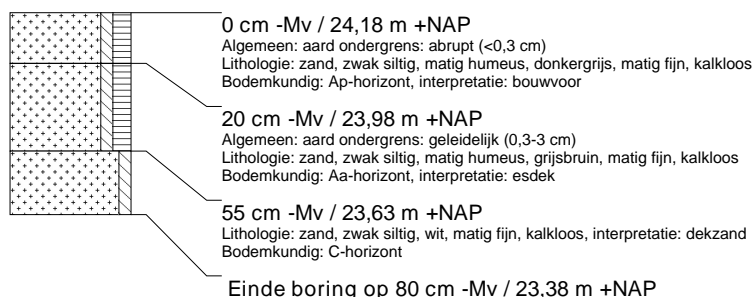 0 cm -Mv / 24,18 m +NAP
Algemeen: aard ondergrens: abrupt (<0,3 cm)
Lithologie: zand, zwak siltig, matig humeus, donkergrijs, matig fijn, kalkloos
Bodemkundig: Ap-horizont, interpretatie: bouwvoor
20 cm -Mv / 23,98 m +NAP
Algemeen: aard ondergrens: geleidelijk (0,3-3 cm)
Lithologie: zand, zwak siltig, matig humeus, grijsbruin, matig fijn, kalkloos
Bodemkundig: Aa-horizont, interpretatie: esdek
55 cm -Mv / 23,63 m +NAP
Lithologie: zand, zwak siltig, wit, matig fijn, kalkloos, interpretatie: dekzand
Bodemkundig: C-horizont
Einde boring op 80 cm -Mv / 23,38 m +NAP